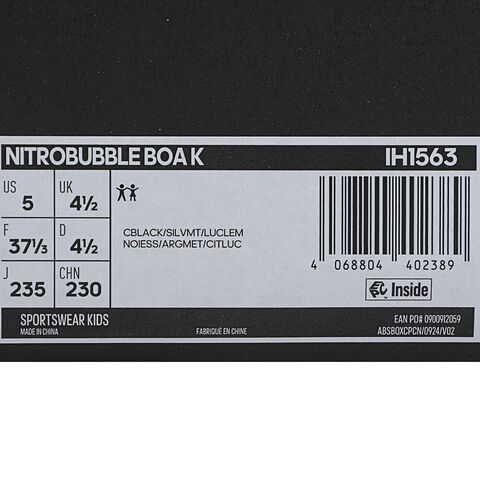 NITROBUBBLE BOA K IH1563
US 5 UK 4½
F 37⅓ D 4½
J 235 CHN 230
CBLACK/SILVMT/LUCLEM
NOIESS/ARGMET/CITLUC
4 068804 402389
Inside
SPORTSWEAR KIDS
MADE IN CHINA
FABRIQUÉ EN CHINE
EAN PO# 0900912059
ABSBOXCPCN/0924/V02